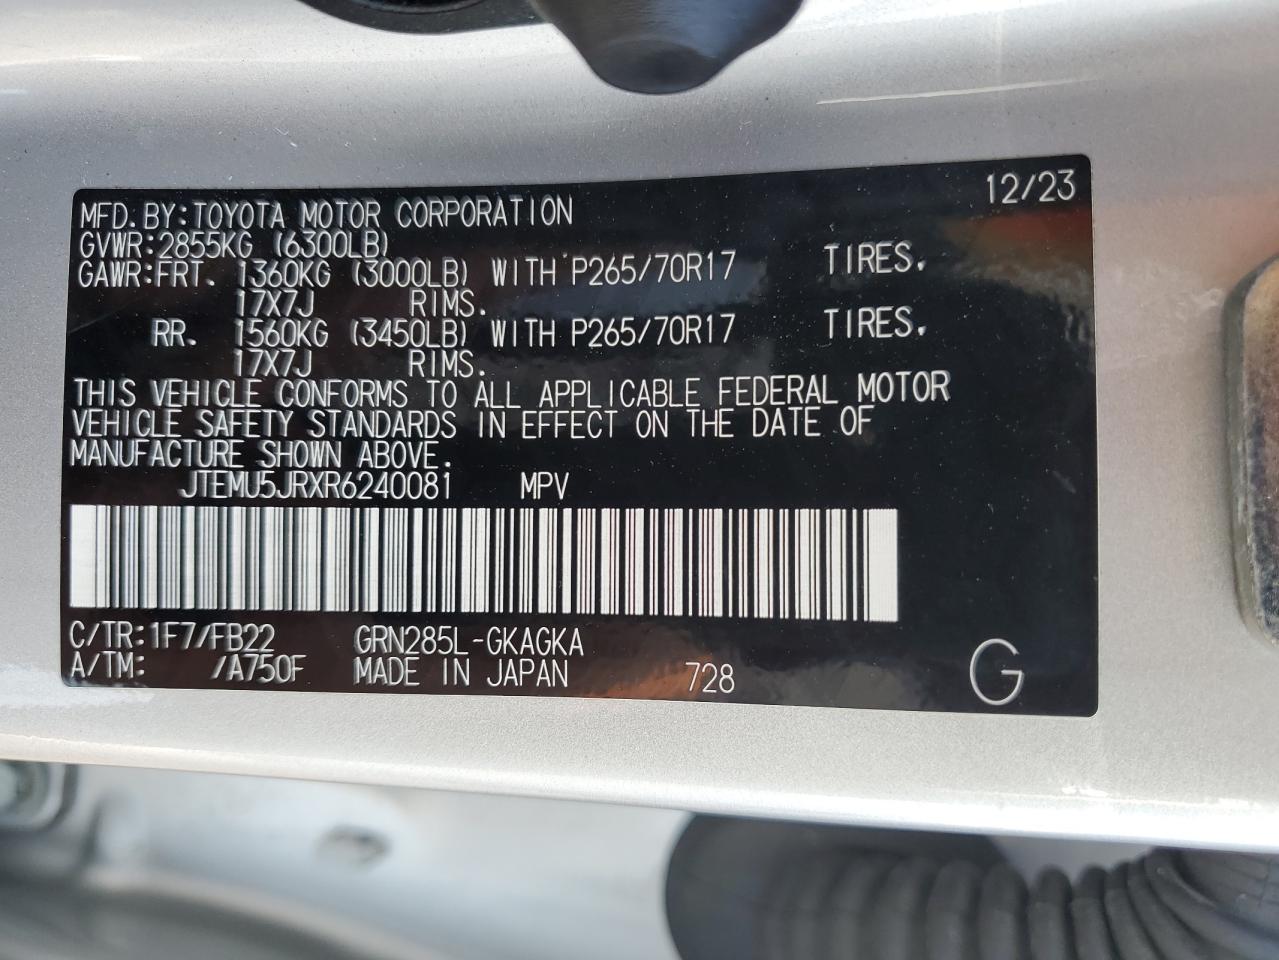 12/23
MFD.BY:TOYOTA MOTOR CORPORATION
GVWR:2855KG (6300LB)
GAWR:FRT. 1360KG (3000LB) WITH P265/70R17 TIRES.
17X7J RIMS.
RR. 1560KG (3450LB) WITH P265/70R17 TIRES.
17X7J RIMS.
THIS VEHICLE CONFORMS TO ALL APPLICABLE FEDERAL MOTOR
VEHICLE SAFETY STANDARDS IN EFFECT ON THE DATE OF
MANUFACTURE SHOWN ABOVE.
JTEMU5JRXR6240081 MPV
C/TR:1F7/FB22 GRN285L-GKAGKA
A/TM: /A750F MADE IN JAPAN 728 G